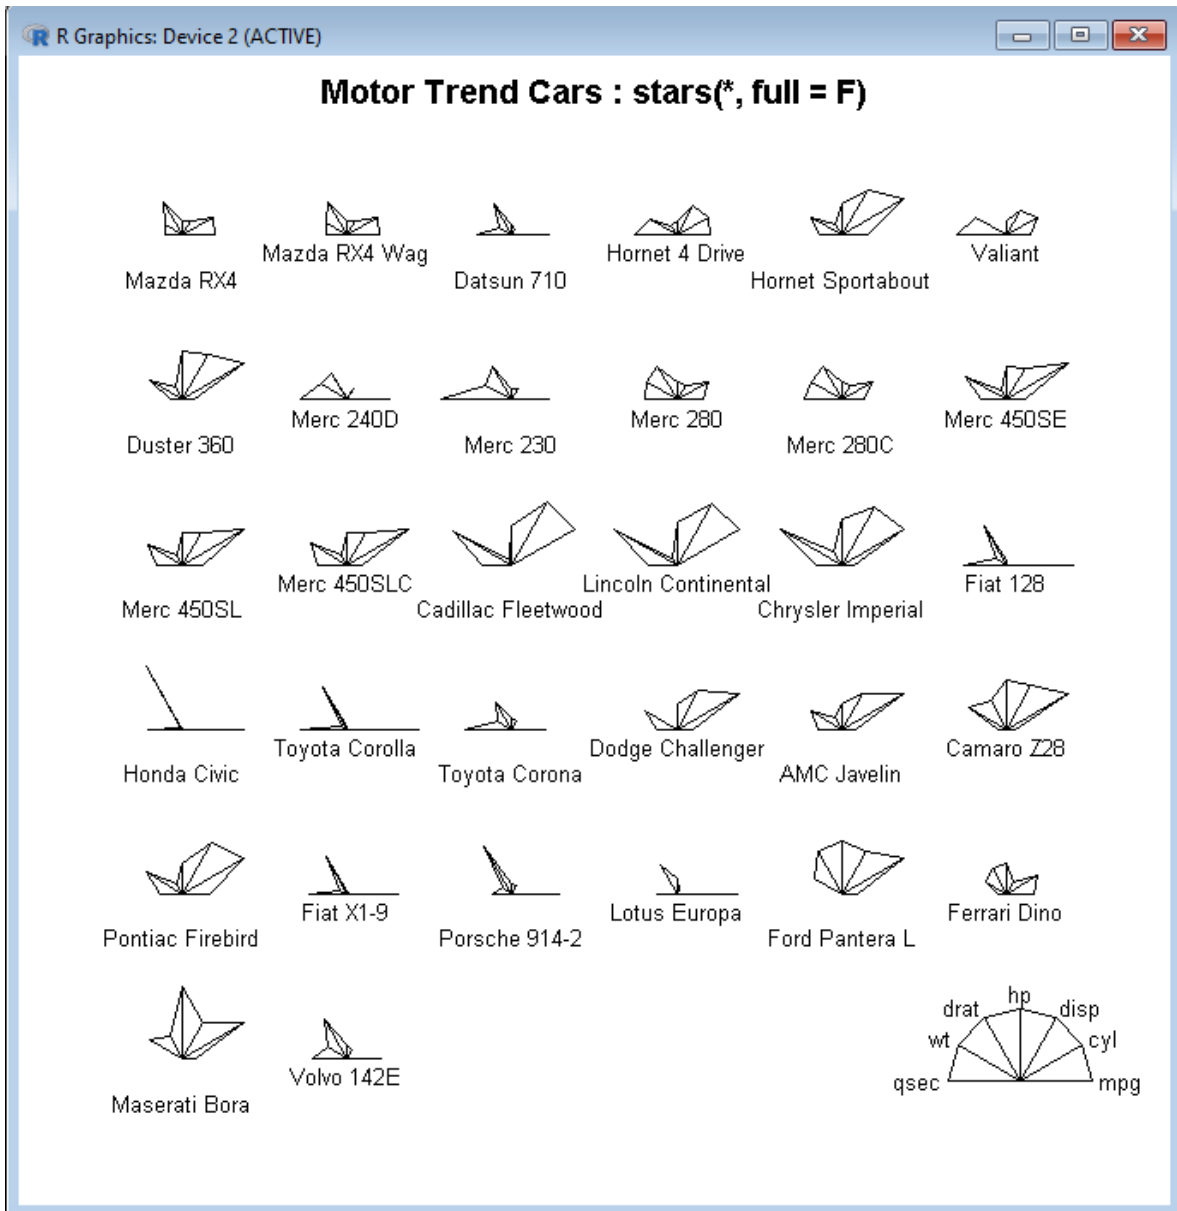 R Graphics: Device 2 (ACTIVE)
Motor Trend Cars : stars(*, full = F)
Mazda RX4
Mazda RX4 Wag
Datsun 710
Hornet 4 Drive
Hornet Sportabout
Valiant
Duster 360
Merc 240D
Merc 230
Merc 280
Merc 280C
Merc 450SE
Merc 450SL
Merc 450SLC
Cadillac Fleetwood
Lincoln Continental
Chrysler Imperial
Fiat 128
Honda Civic
Toyota Corolla
Toyota Corona
Dodge Challenger
AMC Javelin
Camaro Z28
Pontiac Firebird
Fiat X1-9
Porsche 914-2
Lotus Europa
Ford Pantera L
Ferrari Dino
Maserati Bora
Volvo 142E
hp
drat
disp
wt
cyl
qsec
mpg